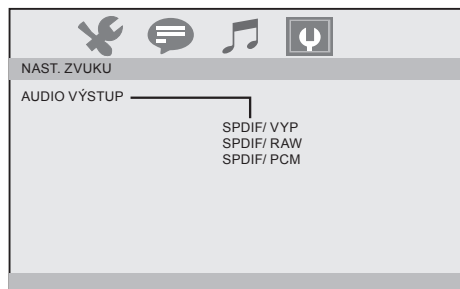 NAST. ZVUKU
AUDIO VÝSTUP
SPDIF/ VYP
SPDIF/ RAW
SPDIF/ PCM